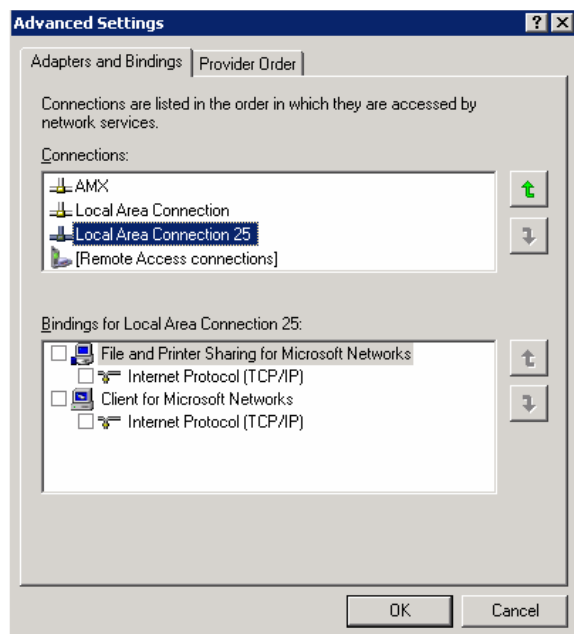 Advanced Settings
Adapters and Bindings
Provider Order
Connections are listed in the order in which they are accessed by
network services.
Connections:
AMX
Local Area Connection
Local Area Connection 25
[Remote Access connections]
Bindings for Local Area Connection 25:
File and Printer Sharing for Microsoft Networks
Internet Protocol (TCP/IP)
Client for Microsoft Networks
Internet Protocol (TCP/IP)
OK
Cancel